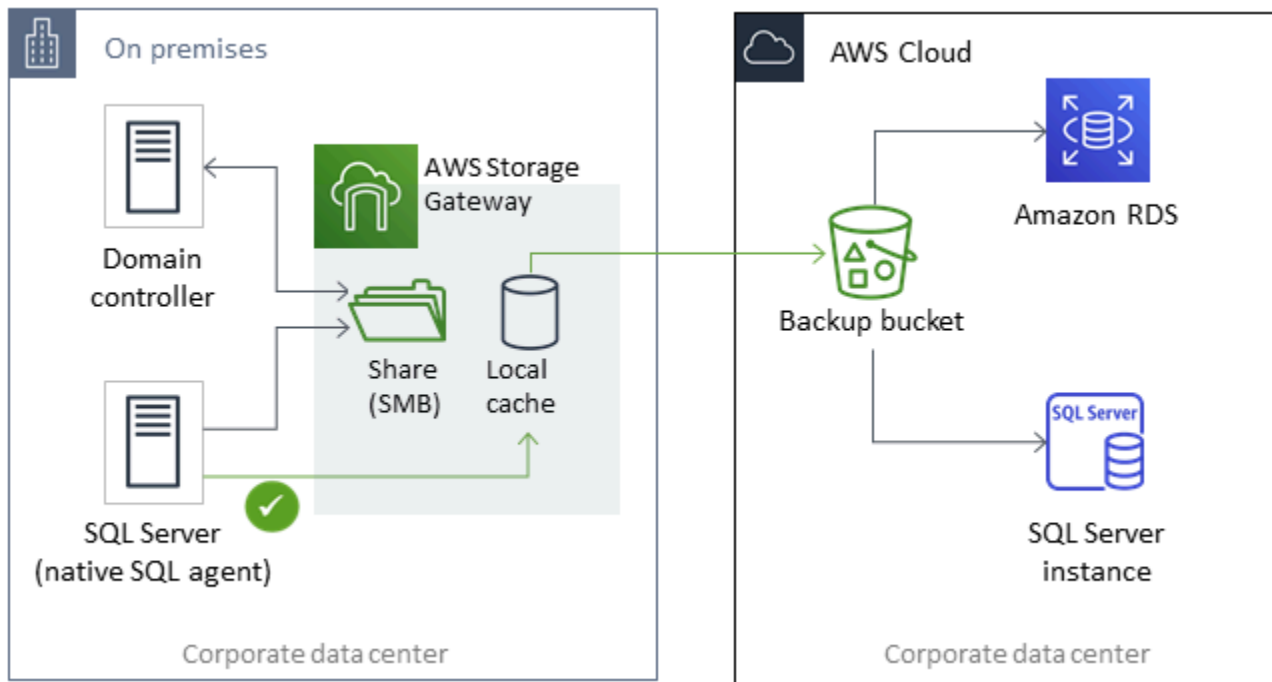 On premises
AWS Cloud
AWS Storage
Gateway
Domain
controller
Share
(SMB)
Local
cache
SQL Server
(native SQL agent)
Corporate data center
Amazon RDS
Backup bucket
SQL Server
SQL Server
instance
Corporate data center